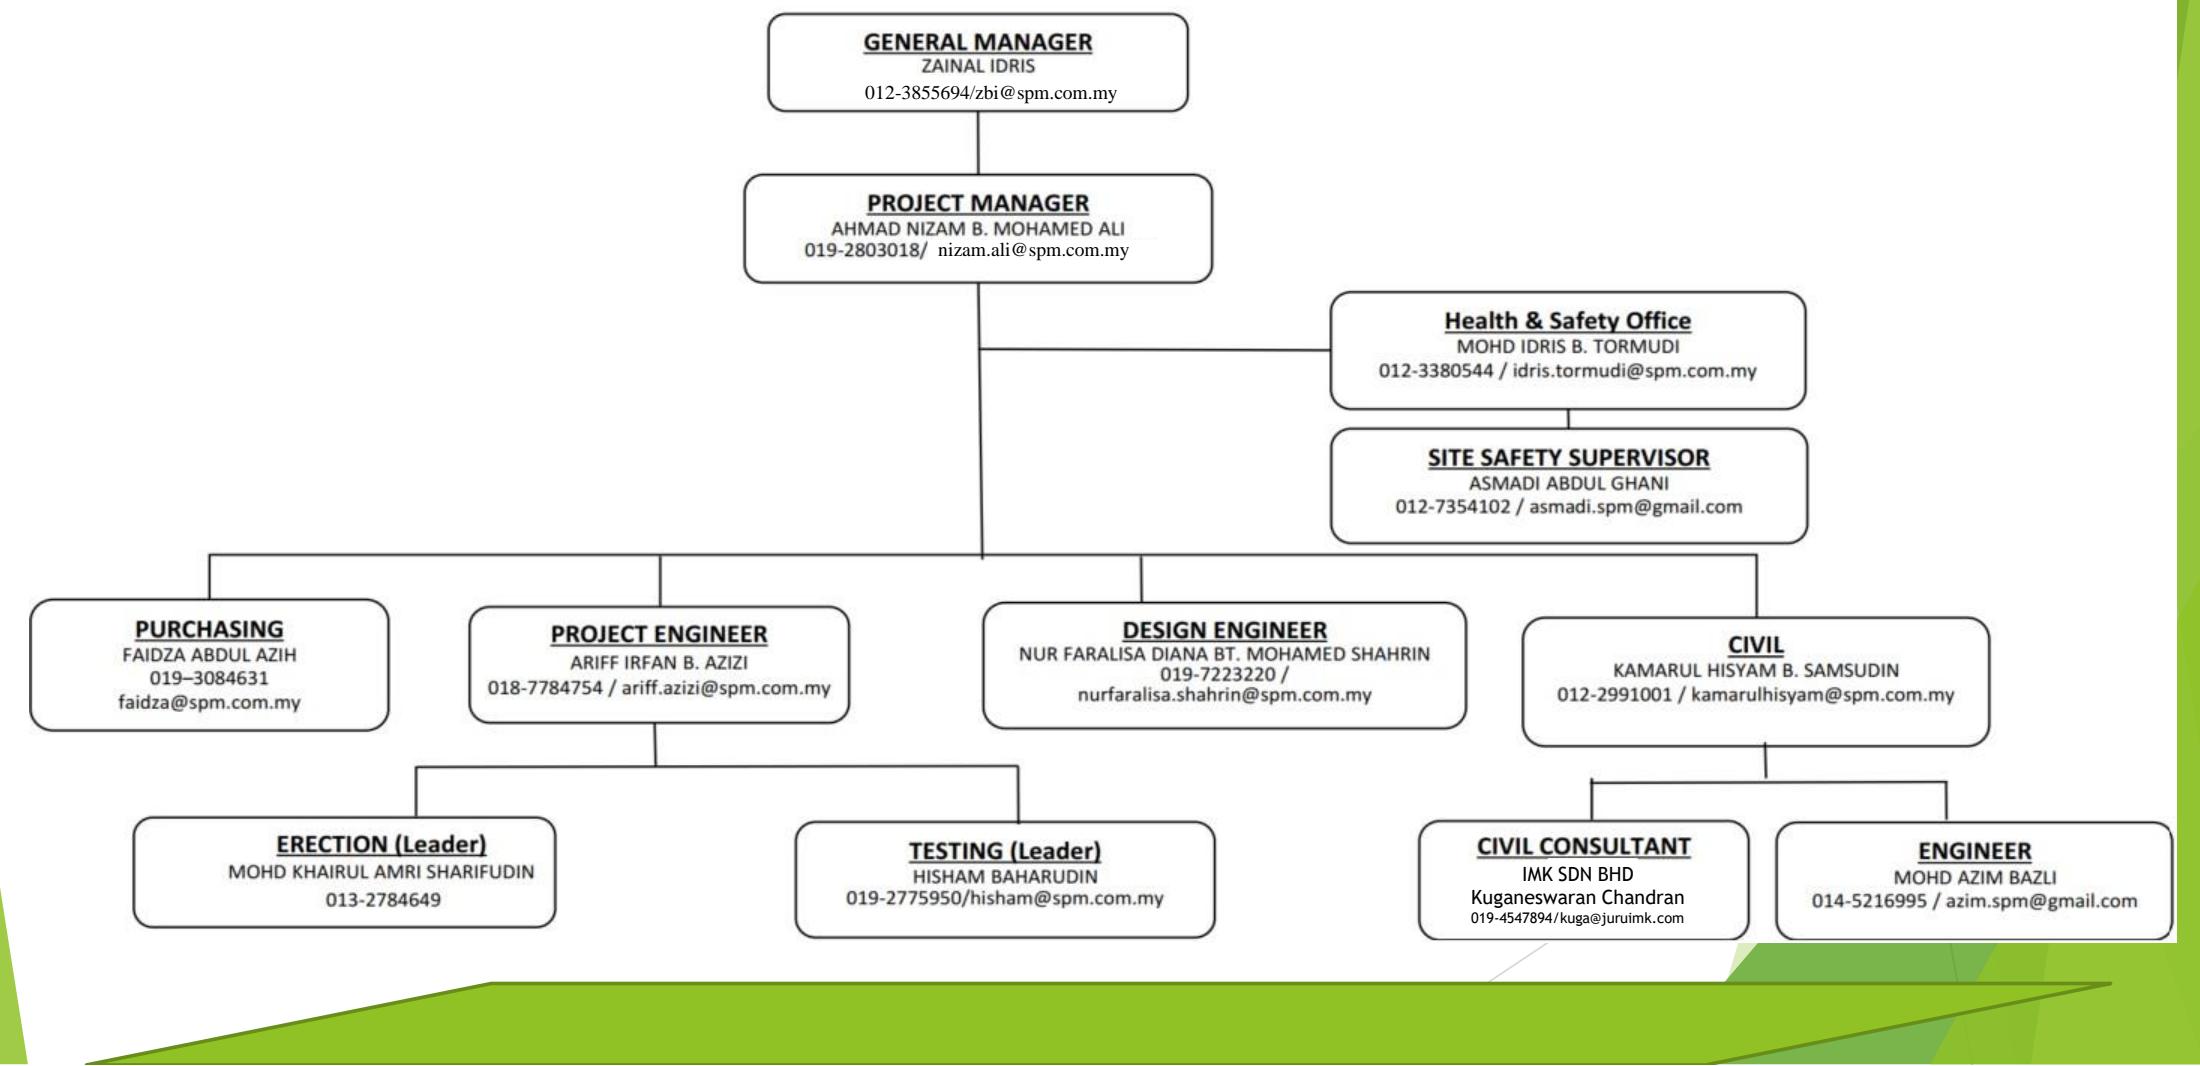 GENERAL MANAGER
ZAINAL IDRIS
012-3855694/zbi@spm.com.my
PROJECT MANAGER
AHMAD NIZAM B. MOHAMED ALI
019-2803018/ nizam.ali@spm.com.my
Health & Safety Office
MOHD IDRIS B. TORMUDI
012-3380544 / idris.tormudi@spm.com.my
SITE SAFETY SUPERVISOR
ASMADI ABDUL GHANI
012-7354102 / asmadi.spm@gmail.com
PURCHASING
FAIDZA ABDUL AZIH
019–3084631
faidza@spm.com.my
PROJECT ENGINEER
ARIFF IRFAN B. AZIZI
018-7784754 / ariff.azizi@spm.com.my
DESIGN ENGINEER
NUR FARALISA DIANA BT. MOHAMED SHAHRIN
019-7223220 /
nurfaralisa.shahrin@spm.com.my
CIVIL
KAMARUL HISYAM B. SAMSUDIN
012-2991001 / kamarulhisyam@spm.com.my
ERECTION (Leader)
MOHD KHAIRUL AMRI SHARIFUDIN
013-2784649
TESTING (Leader)
HISHAM BAHARUDIN
019-2775950/hisham@spm.com.my
CIVIL CONSULTANT
IMK SDN BHD
Kuganeswaran Chandran
019-4547894/kuga@juruimk.com
ENGINEER
MOHD AZIM BAZLI
014-5216995 / azim.spm@gmail.com